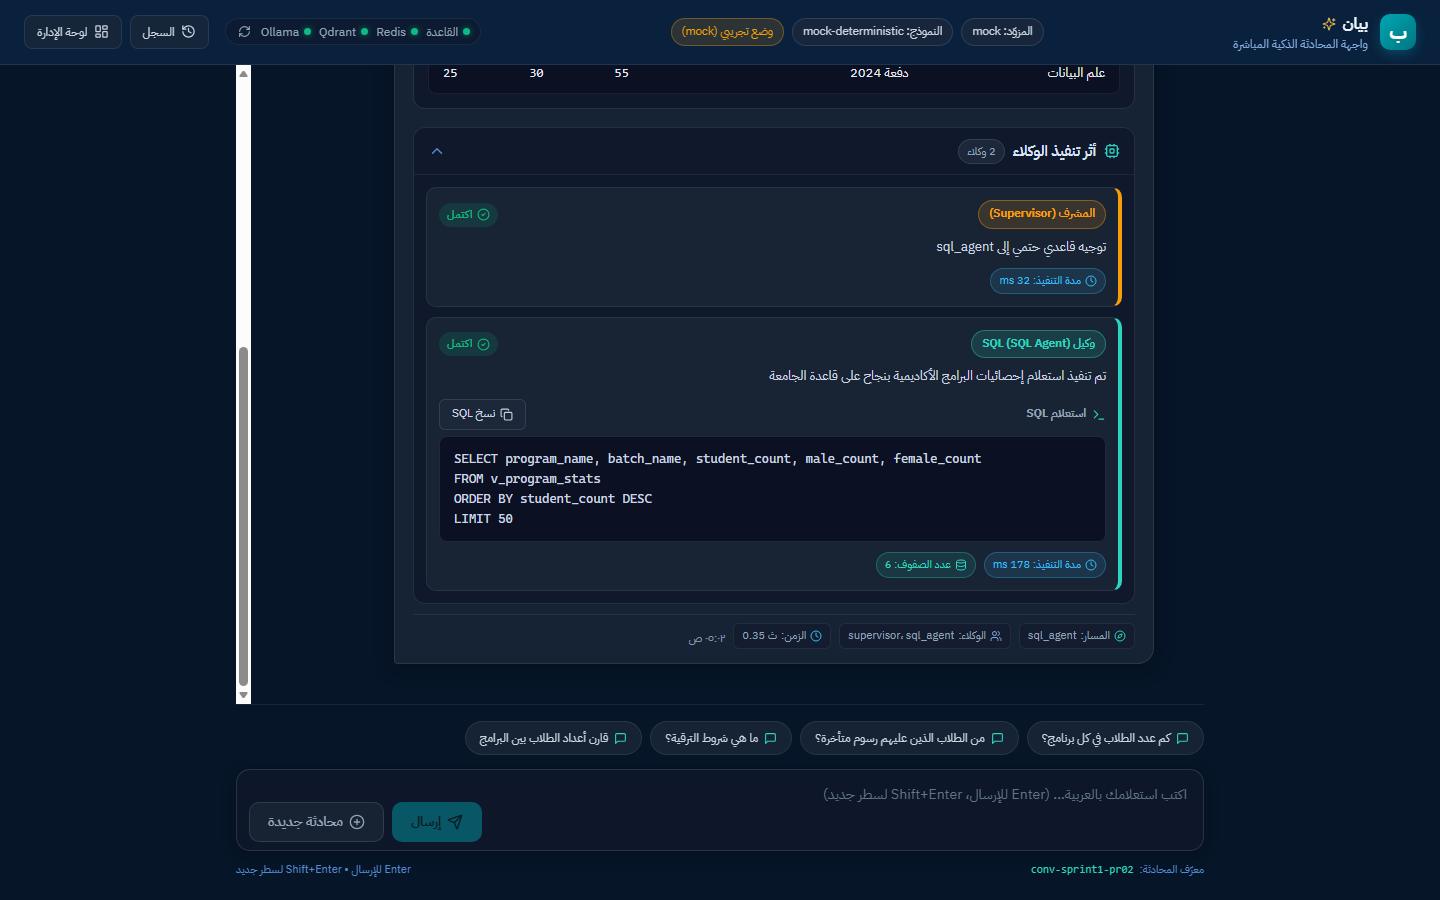 بيان
واجهة المحادثة الذكية المباشرة
المزوّد: mock
النموذج: mock-deterministic
وضع تجريبي (mock)
القاعدة
Redis
Qdrant
Ollama
السجل
لوحة الإدارة
علم البيانات دفعة 2024 55 30 25
أثر تنفيذ الوكلاء
2 وكلاء
المشرف (Supervisor)
اكتمل
توجيه قاعدي حتمي إلى sql_agent
مدة التنفيذ: 32 ms
وكيل SQL (SQL Agent)
اكتمل
تم تنفيذ استعلام إحصائيات البرامج الأكاديمية بنجاح على قاعدة الجامعة
استعلام SQL
نسخ SQL
SELECT program_name, batch_name, student_count, male_count, female_count
FROM v_program_stats
ORDER BY student_count DESC
LIMIT 50
مدة التنفيذ: 178 ms
عدد الصفوف: 6
المسار: sql_agent
الوكلاء: supervisor، sql_agent
الزمن: 0.35 ث
ص
كم عدد الطلاب في كل برنامج؟
من الطلاب الذين عليهم رسوم متأخرة؟
ما هي شروط الترقية؟
قارن أعداد الطلاب بين البرامج
اكتب استعلامك بالعربية... (Enter للإرسال، Shift+Enter لسطر جديد)
إرسال
محادثة جديدة
معرّف المحادثة: conv-sprint1-pr02
Enter للإرسال • Shift+Enter لسطر جديد